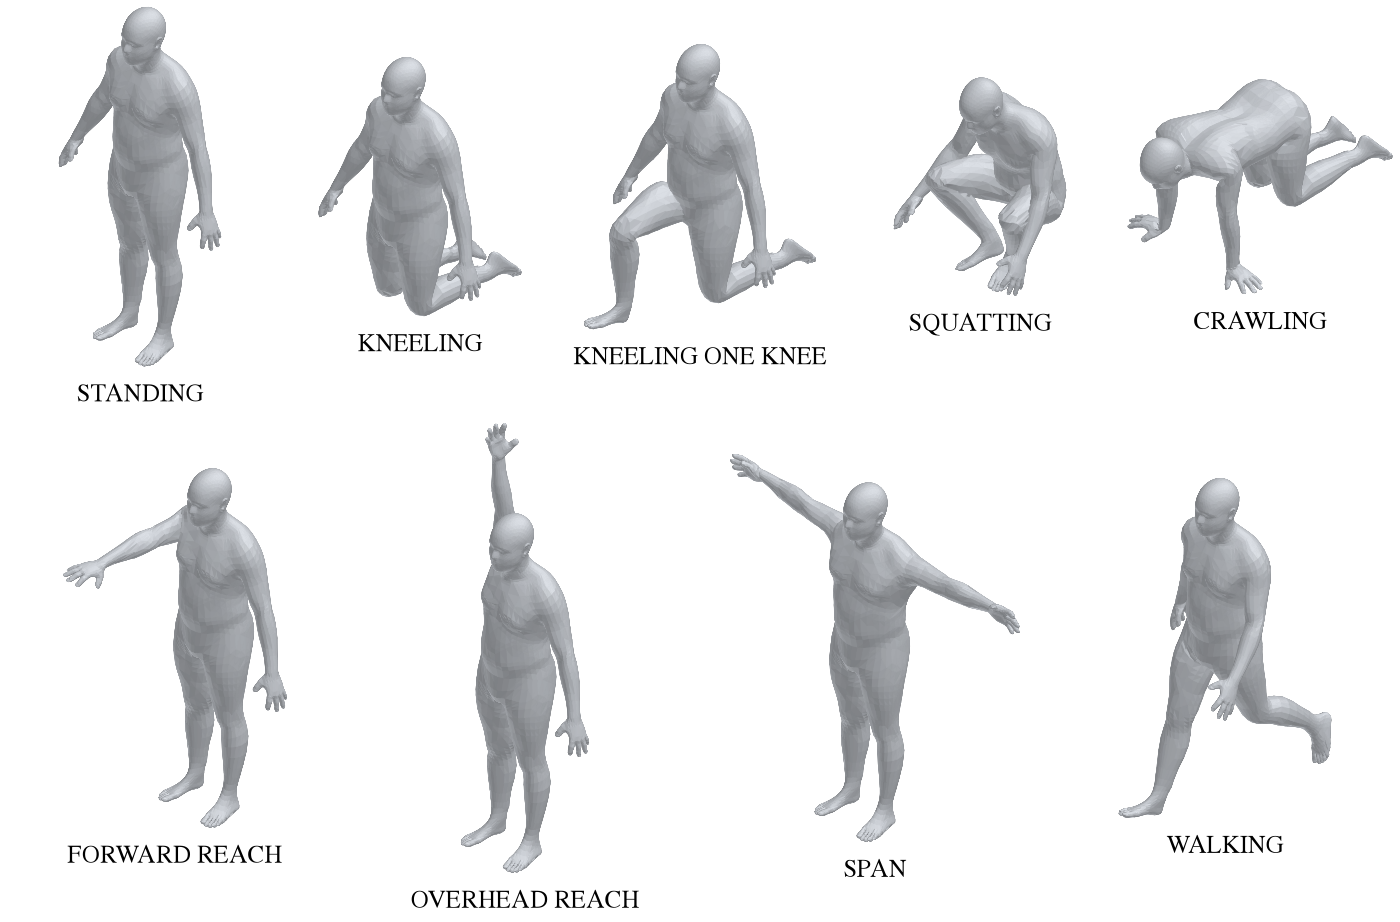 STANDING
KNEELING
KNEELING ONE KNEE
SQUATTING
CRAWLING
FORWARD REACH
OVERHEAD REACH
SPAN
WALKING